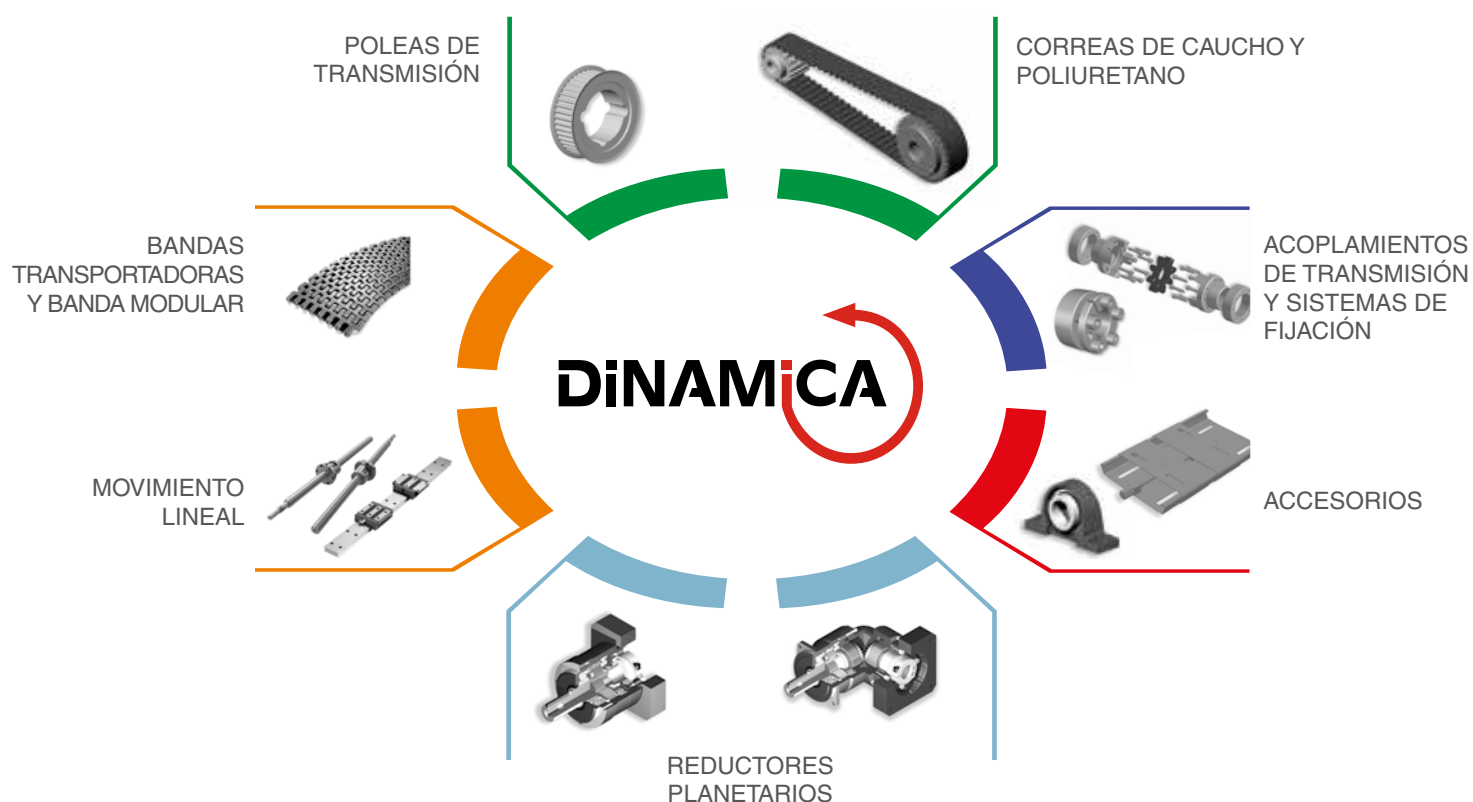 POLEAS DE
TRANSMISIÓN
CORREAS DE CAUCHO Y
POLIURETANO
BANDAS
TRANSPORTADORAS
Y BANDA MODULAR
ACOPLAMIENTOS
DE TRANSMISIÓN
Y SISTEMAS DE
FIJACIÓN
DiNAMiCA
MOVIMIENTO
LINEAL
ACCESORIOS
REDUCTORES
PLANETARIOS